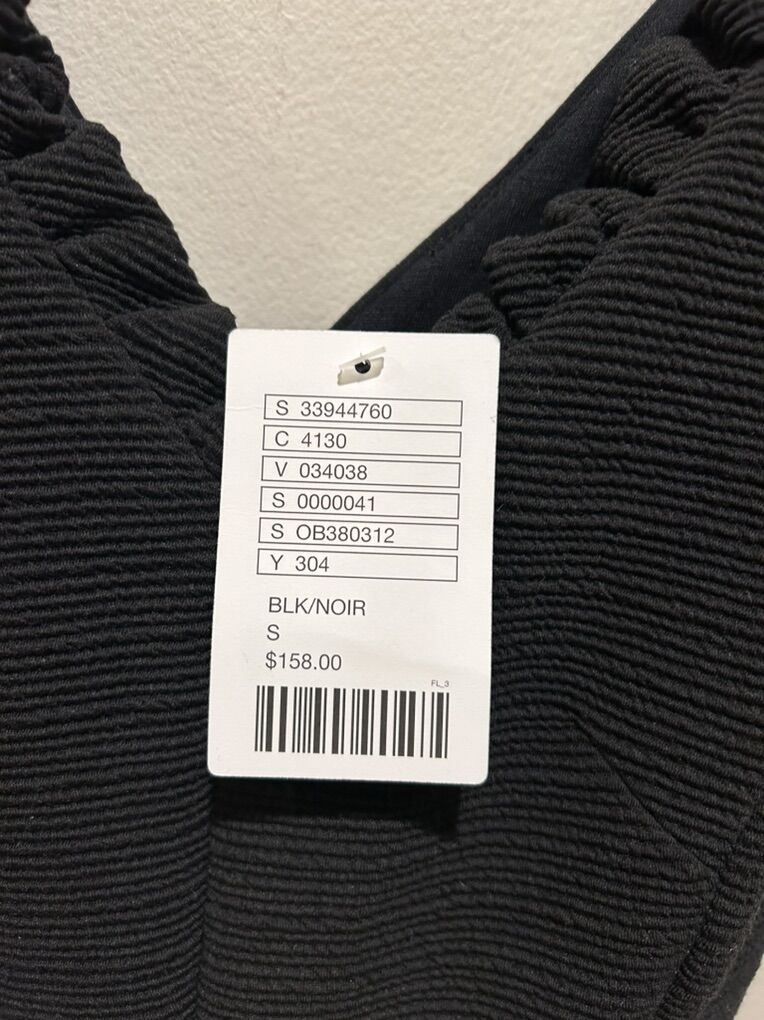 S 33944760
C 4130
V 034038
S 0000041
S OB380312
Y 304
BLK/NOIR
S
$158.00
FL_3